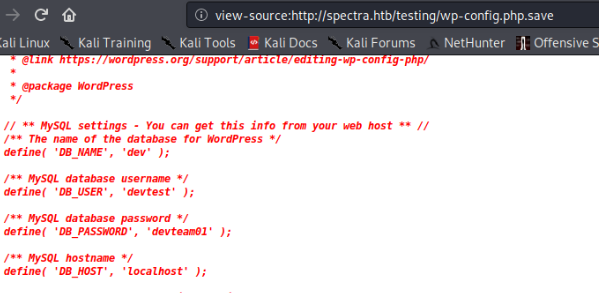 view-source:http://spectra.htb/testing/wp-config.php.save
Kali Linux Kali Training Kali Tools Kali Docs Kali Forums NetHunter Offensive S
* @link https://wordpress.org/support/article/editing-wp-config-php/
*
* @package WordPress
*/
// ** MySQL settings - You can get this info from your web host ** //
/** The name of the database for WordPress */
define( 'DB_NAME', 'dev' );
/** MySQL database username */
define( 'DB_USER', 'devtest' );
/** MySQL database password */
define( 'DB_PASSWORD', 'devteam01' );
/** MySQL hostname */
define( 'DB_HOST', 'localhost' );